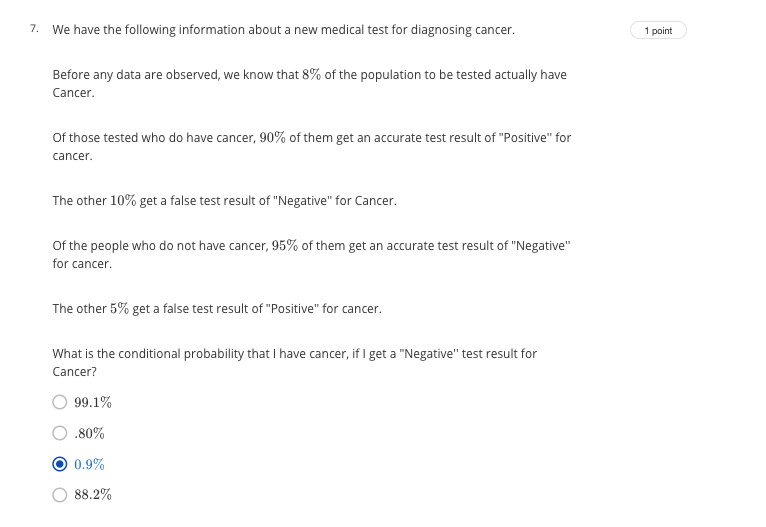 7. We have the following information about a new medical test for diagnosing cancer.
1 point
Before any data are observed, we know that 8% of the population to be tested actually have
Cancer.
Of those tested who do have cancer, 90% of them get an accurate test result of "Positive" for
cancer.
The other 10% get a false test result of "Negative" for Cancer.
Of the people who do not have cancer, 95% of them get an accurate test result of "Negative"
for cancer.
The other 5% get a false test result of "Positive" for cancer.
What is the conditional probability that I have cancer, if I get a "Negative" test result for
Cancer?
99.1%
.80%
0.9%
88.2%